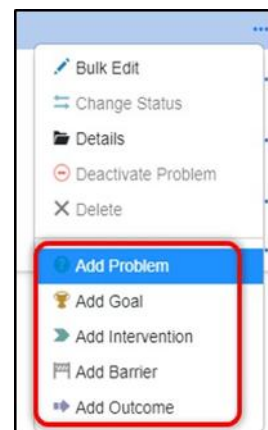 Bulk Edit
Change Status
Details
Deactivate Problem
Delete
Add Problem
Add Goal
Add Intervention
Add Barrier
Add Outcome